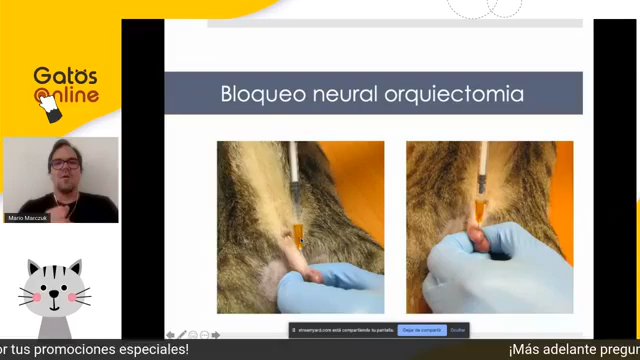 Gatos
Online
Bloqueo neural orquiectomia
Mario Marczuk
streamyard.com está compartiendo tu pantalla.
Dejar de compartir
Ocultar
or tus promociones especiales!
¡Más adelante pregun